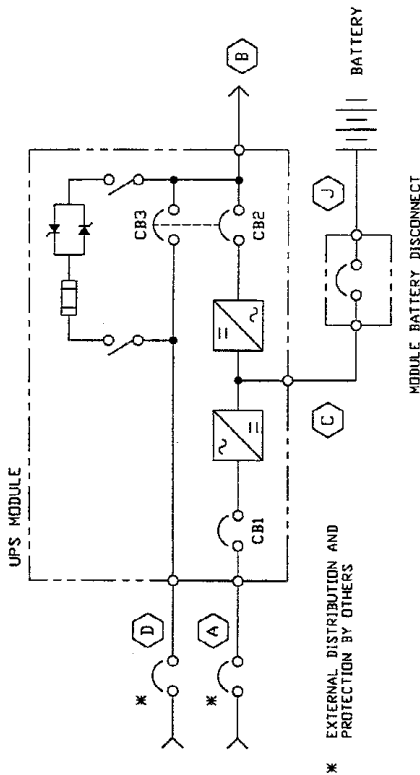 UPS MODULE
CB3
CB2
CB1
B
BATTERY
J
MODULE BATTERY DISCONNECT
C
D
A
*
*
* EXTERNAL DISTRIBUTION AND
PROTECTION BY OTHERS